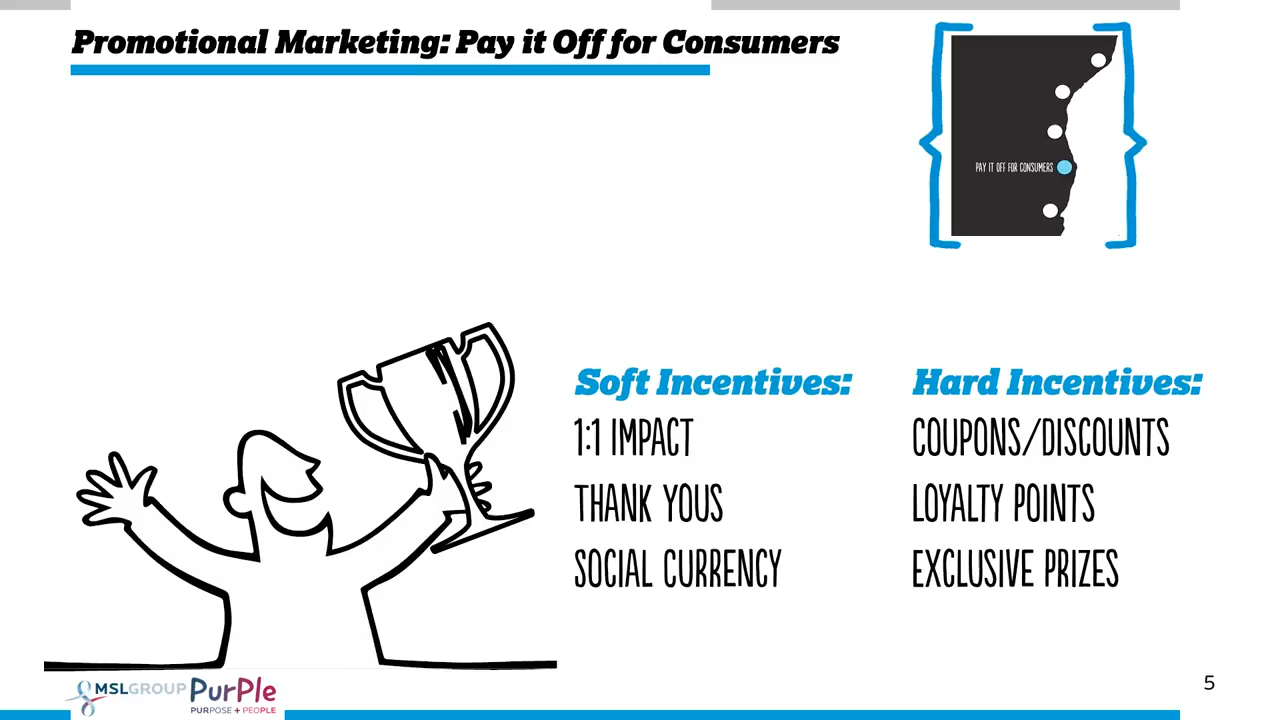 Promotional Marketing: Pay it Off for Consumers
PAY IT OFF FOR CONSUMERS
Soft Incentives:
1:1 IMPACT
THANK YOUS
SOCIAL CURRENCY
Hard Incentives:
COUPONS/DISCOUNTS
LOYALTY POINTS
EXCLUSIVE PRIZES
MSLGROUP PurPle
PURPOSE + PEOPLE
5